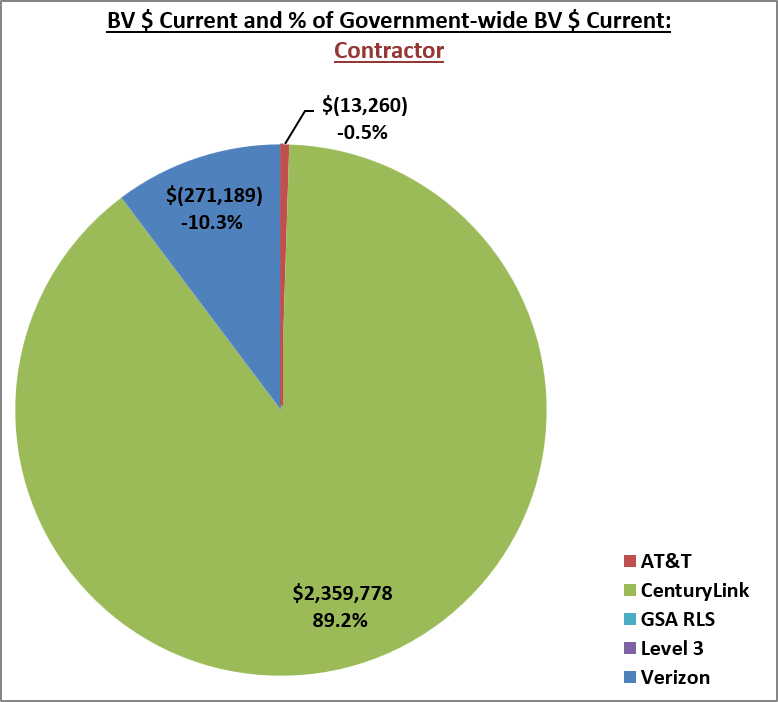 BV $ Current and % of Government-wide BV $ Current:
Contractor
$(13,260)
-0.5%
$(271,189)
-10.3%
$2,359,778
89.2%
AT&T
CenturyLink
GSA RLS
Level 3
Verizon